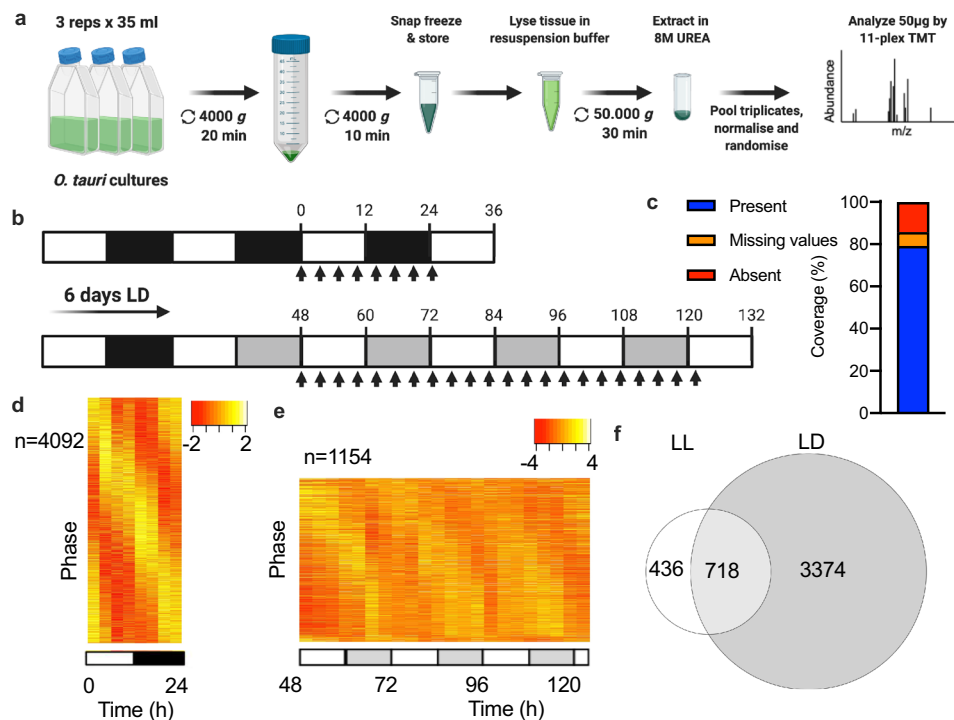 a
3 reps x 35 ml
4000 g
20 min
4000 g
10 min
Snap freeze
& store
Lyse tissue in
resuspension buffer
50.000 g
30 min
Extract in
8M UREA
Pool triplicates,
normalise and
randomise
Analyze 50µg by
11-plex TMT
Abundance
m/z
O. tauri cultures
b
0 12 24 36
6 days LD
48 60 72 84 96 108 120 132
c
Present
Missing values
Absent
Coverage (%)
100
80
60
40
20
0
d
n=4092
-2 2
Phase
0 24
Time (h)
e
n=1154
-4 4
Phase
48 72 96 120
Time (h)
f
LL LD
436 718 3374